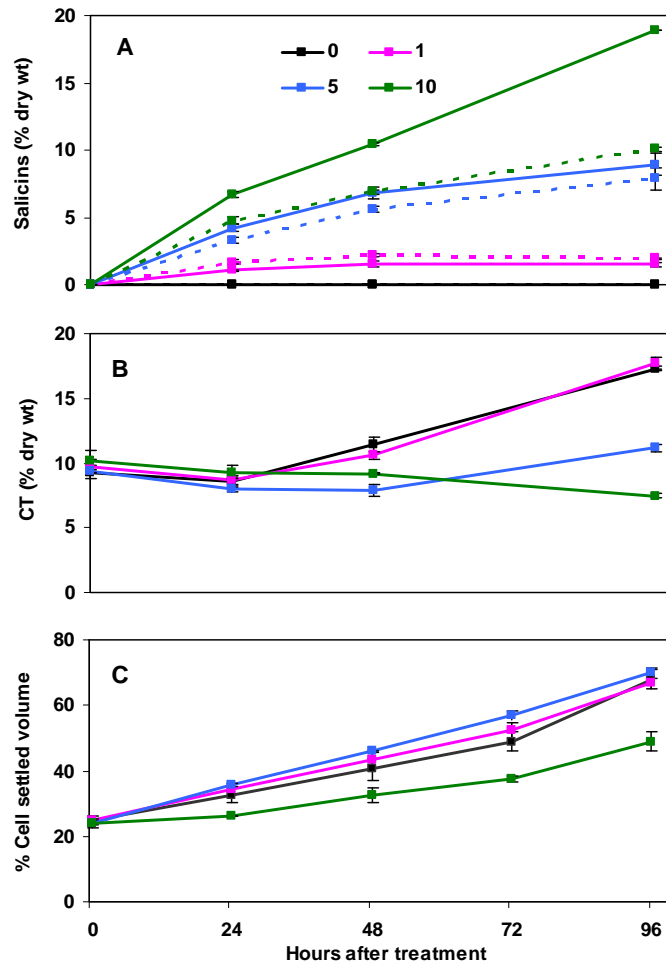 20
15
10
5
0
Salicins (% dry wt)
A
0 1
5 10
20
15
10
5
0
CT (% dry wt)
B
80
60
40
20
0
% Cell settled volume
C
0 24 48 72 96
Hours after treatment